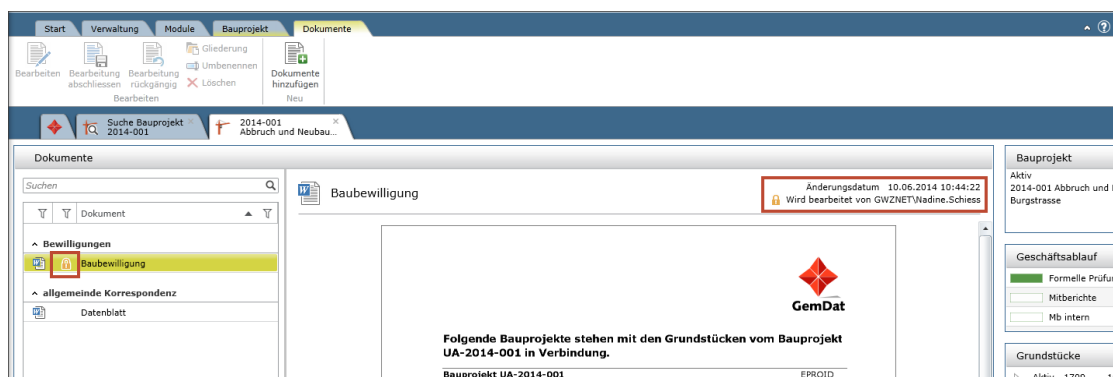 Start Verwaltung Module Bauprojekt Dokumente
Bearbeiten
Bearbeitung abschliessen
Bearbeitung rückgängig
Gliederung
Umbenennen
Löschen
Dokumente hinzufügen
Bearbeiten Neu
Suche Bauprojekt
2014-001
2014-001
Abbruch und Neubau...
Dokumente
Suchen
Dokument
Bewilligungen
Baubewilligung
allgemeinde Korrespondenz
Datenblatt
Baubewilligung
Änderungsdatum 10.06.2014 10:44:22
Wird bearbeitet von GWZNET\Nadine.Schiess
GemDat
Folgende Bauprojekte stehen mit den Grundstücken vom Bauprojekt
UA-2014-001 in Verbindung.
Bauprojekt UA-2014-001 EPROID
Bauprojekt
Aktiv
2014-001 Abbruch und
Burgstrasse
Geschäftsablauf
Formelle Prüfu
Mitberichte
Mb intern
Grundstücke
Aktiv 1799